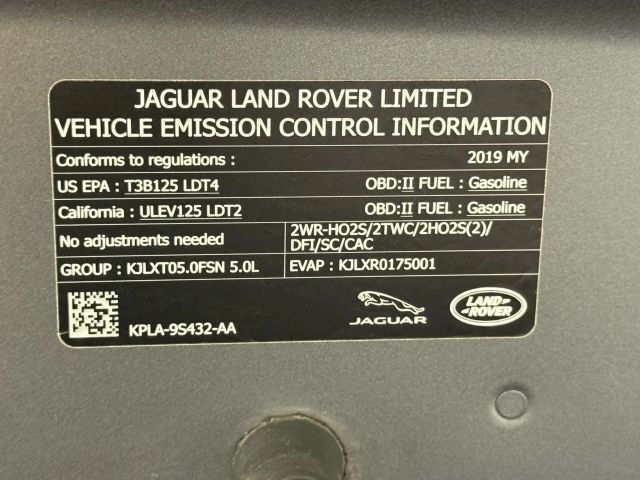 JAGUAR LAND ROVER LIMITED
VEHICLE EMISSION CONTROL INFORMATION
Conforms to regulations : 2019 MY
US EPA : T3B125 LDT4 OBD:II FUEL : Gasoline
California : ULEV125 LDT2 OBD:II FUEL : Gasoline
No adjustments needed 2WR-HO2S/2TWC/2HO2S(2)/
DFI/SC/CAC
GROUP : KJLXT05.0FSN 5.0L EVAP : KJLXR0175001
KPLA-9S432-AA
JAGUAR
LAND-
ROVER